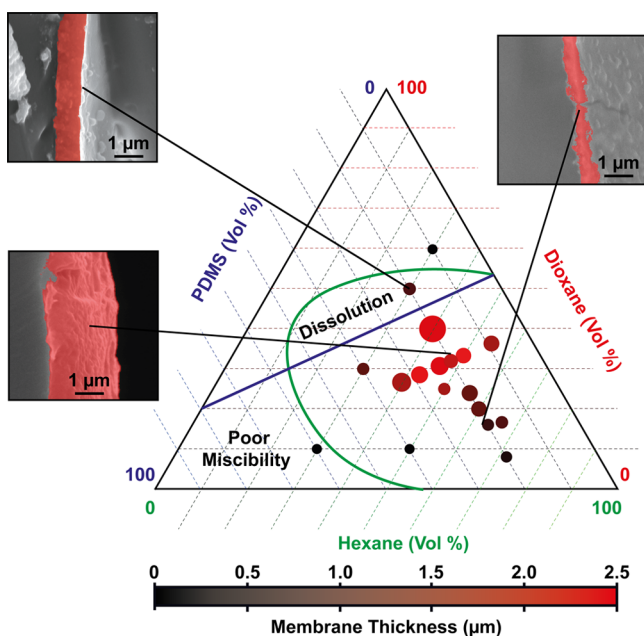 1 µm
1 µm
1 µm
0 100
PDMS (Vol %)
Dioxane (Vol %)
Dissolution
Poor
Miscibility
100
0
0
100
Hexane (Vol %)
0 0.5 1.0 1.5 2.0 2.5
Membrane Thickness (µm)